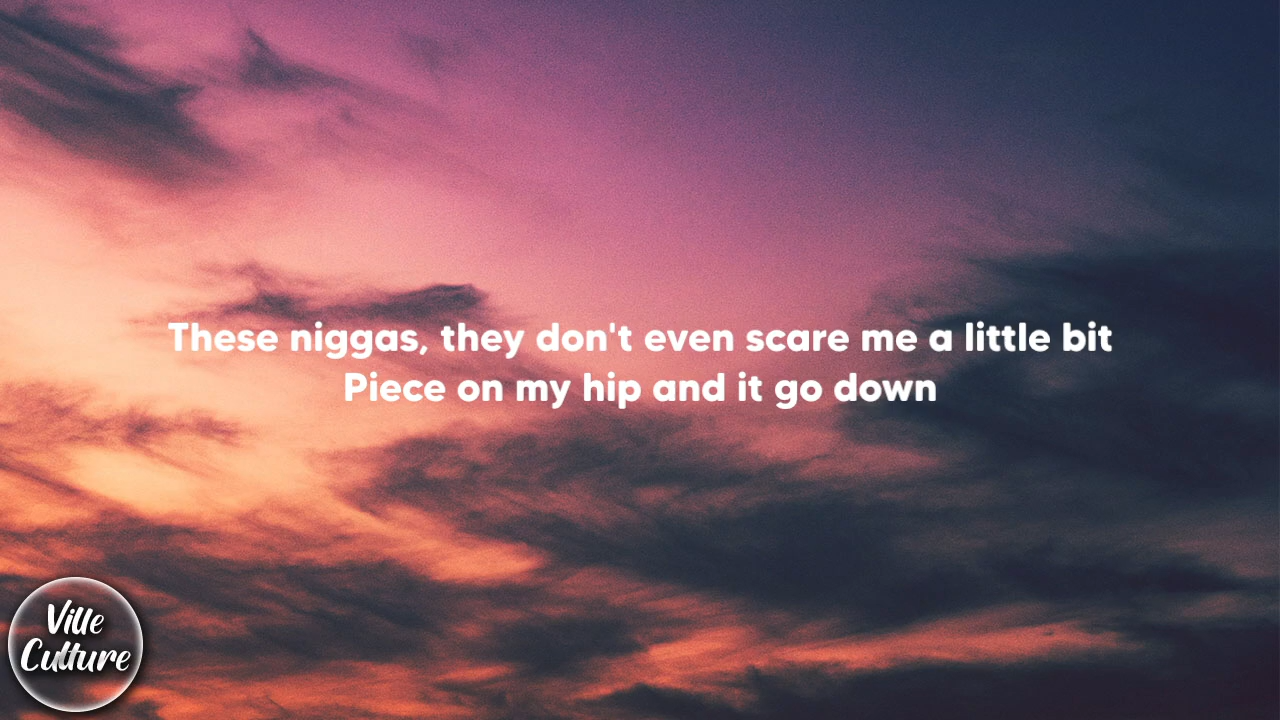 These niggas, they don't even scare me a little bit
Piece on my hip and it go down
Ville
Culture